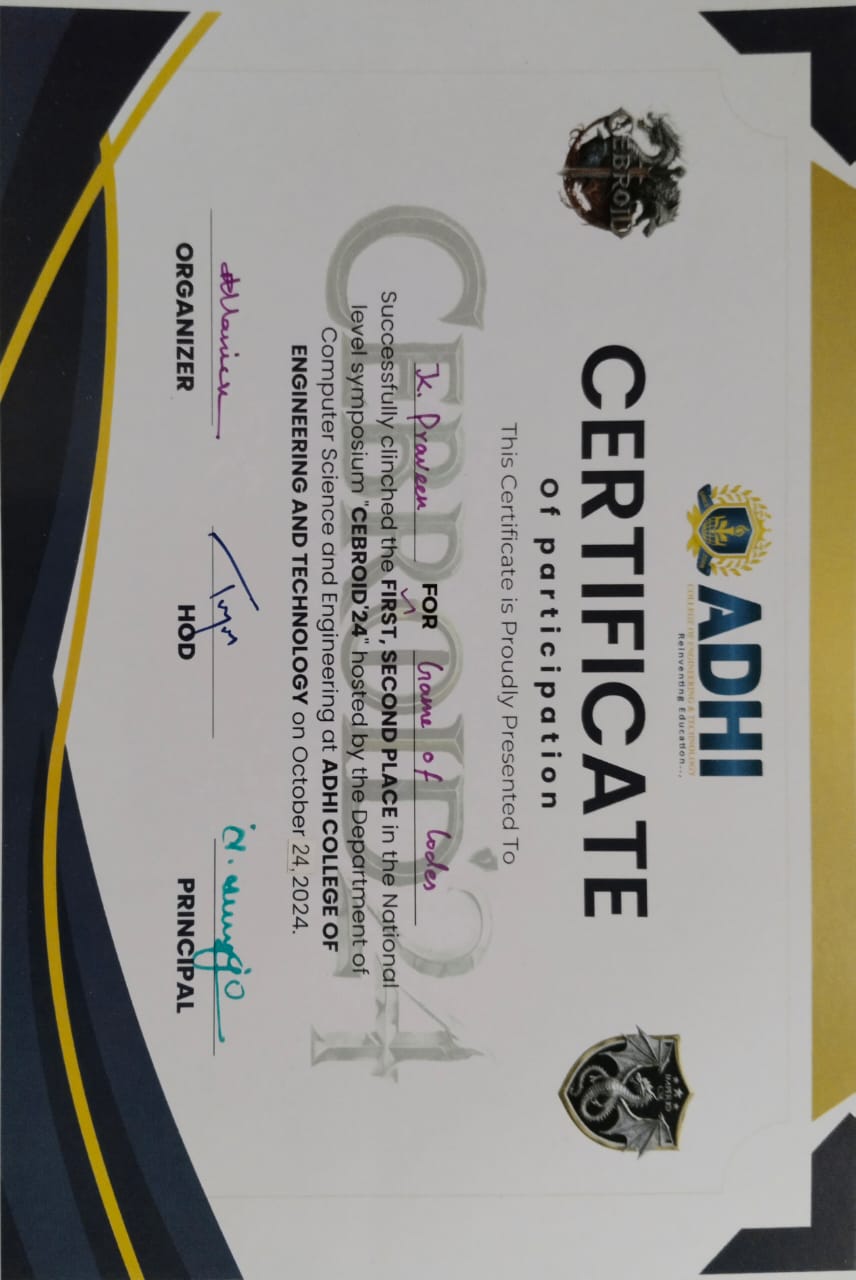 ADHI
COLLEGE OF ENGINEERING & TECHNOLOGY
Reinventing Education..,
CEBROID
IMPERIO
CERTIFICATE
Of participation
This Certificate is Proudly Presented To
CEBROID'24
K. Praveen FOR Game of Codes
Successfully clinched the FIRST, SECOND PLACE in the National
level symposium "CEBROID'24" hosted by the Department of
Computer Science and Engineering at ADHI COLLEGE OF
ENGINEERING AND TECHNOLOGY on October 24, 2024.
ORGANIZER HOD PRINCIPAL